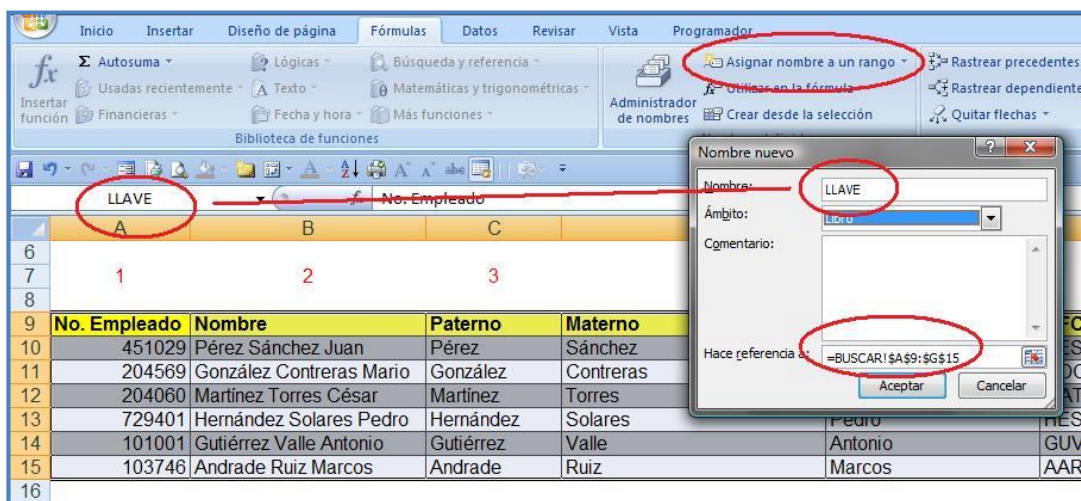 Inicio Insertar Diseño de página Fórmulas Datos Revisar Vista Programador
fx
Insertar función
Σ Autosuma
Usadas recientemente
Financieras
Lógicas
Texto
Fecha y hora
Búsqueda y referencia
Matemáticas y trigonométricas
Más funciones
Biblioteca de funciones
Administrador de nombres
Asignar nombre a un rango
Utilizar en la fórmula
Crear desde la selección
Rastrear precedentes
Rastrear dependiente
Quitar flechas
LLAVE fx No. Empleado
Nombre nuevo
Nombre: LLAVE
Ámbito: Libro
Comentario:
Hace referencia a: =BUSCAR!$A$9:$G$15
Aceptar Cancelar
A B C
6
7 1 2 3
8
9 No. Empleado Nombre Paterno Materno
10 451029 Pérez Sánchez Juan Pérez Sánchez
11 204569 González Contreras Mario González Contreras
12 204060 Martínez Torres César Martínez Torres
13 729401 Hernández Solares Pedro Hernández Solares Pedro
14 101001 Gutiérrez Valle Antonio Gutiérrez Valle Antonio GUV
15 103746 Andrade Ruiz Marcos Andrade Ruiz Marcos AAR
16